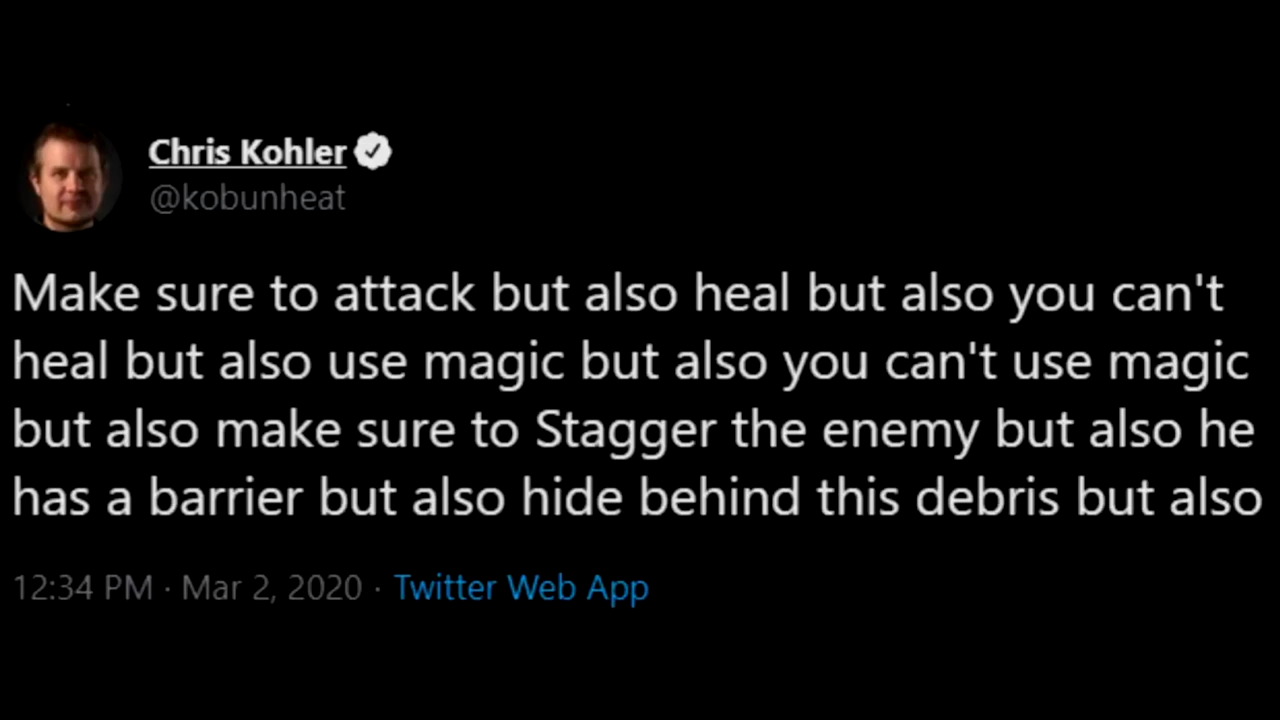 Chris Kohler
@kobunheat
Make sure to attack but also heal but also you can't
heal but also use magic but also you can't use magic
but also make sure to Stagger the enemy but also he
has a barrier but also hide behind this debris but also
12:34 PM · Mar 2, 2020 · Twitter Web App